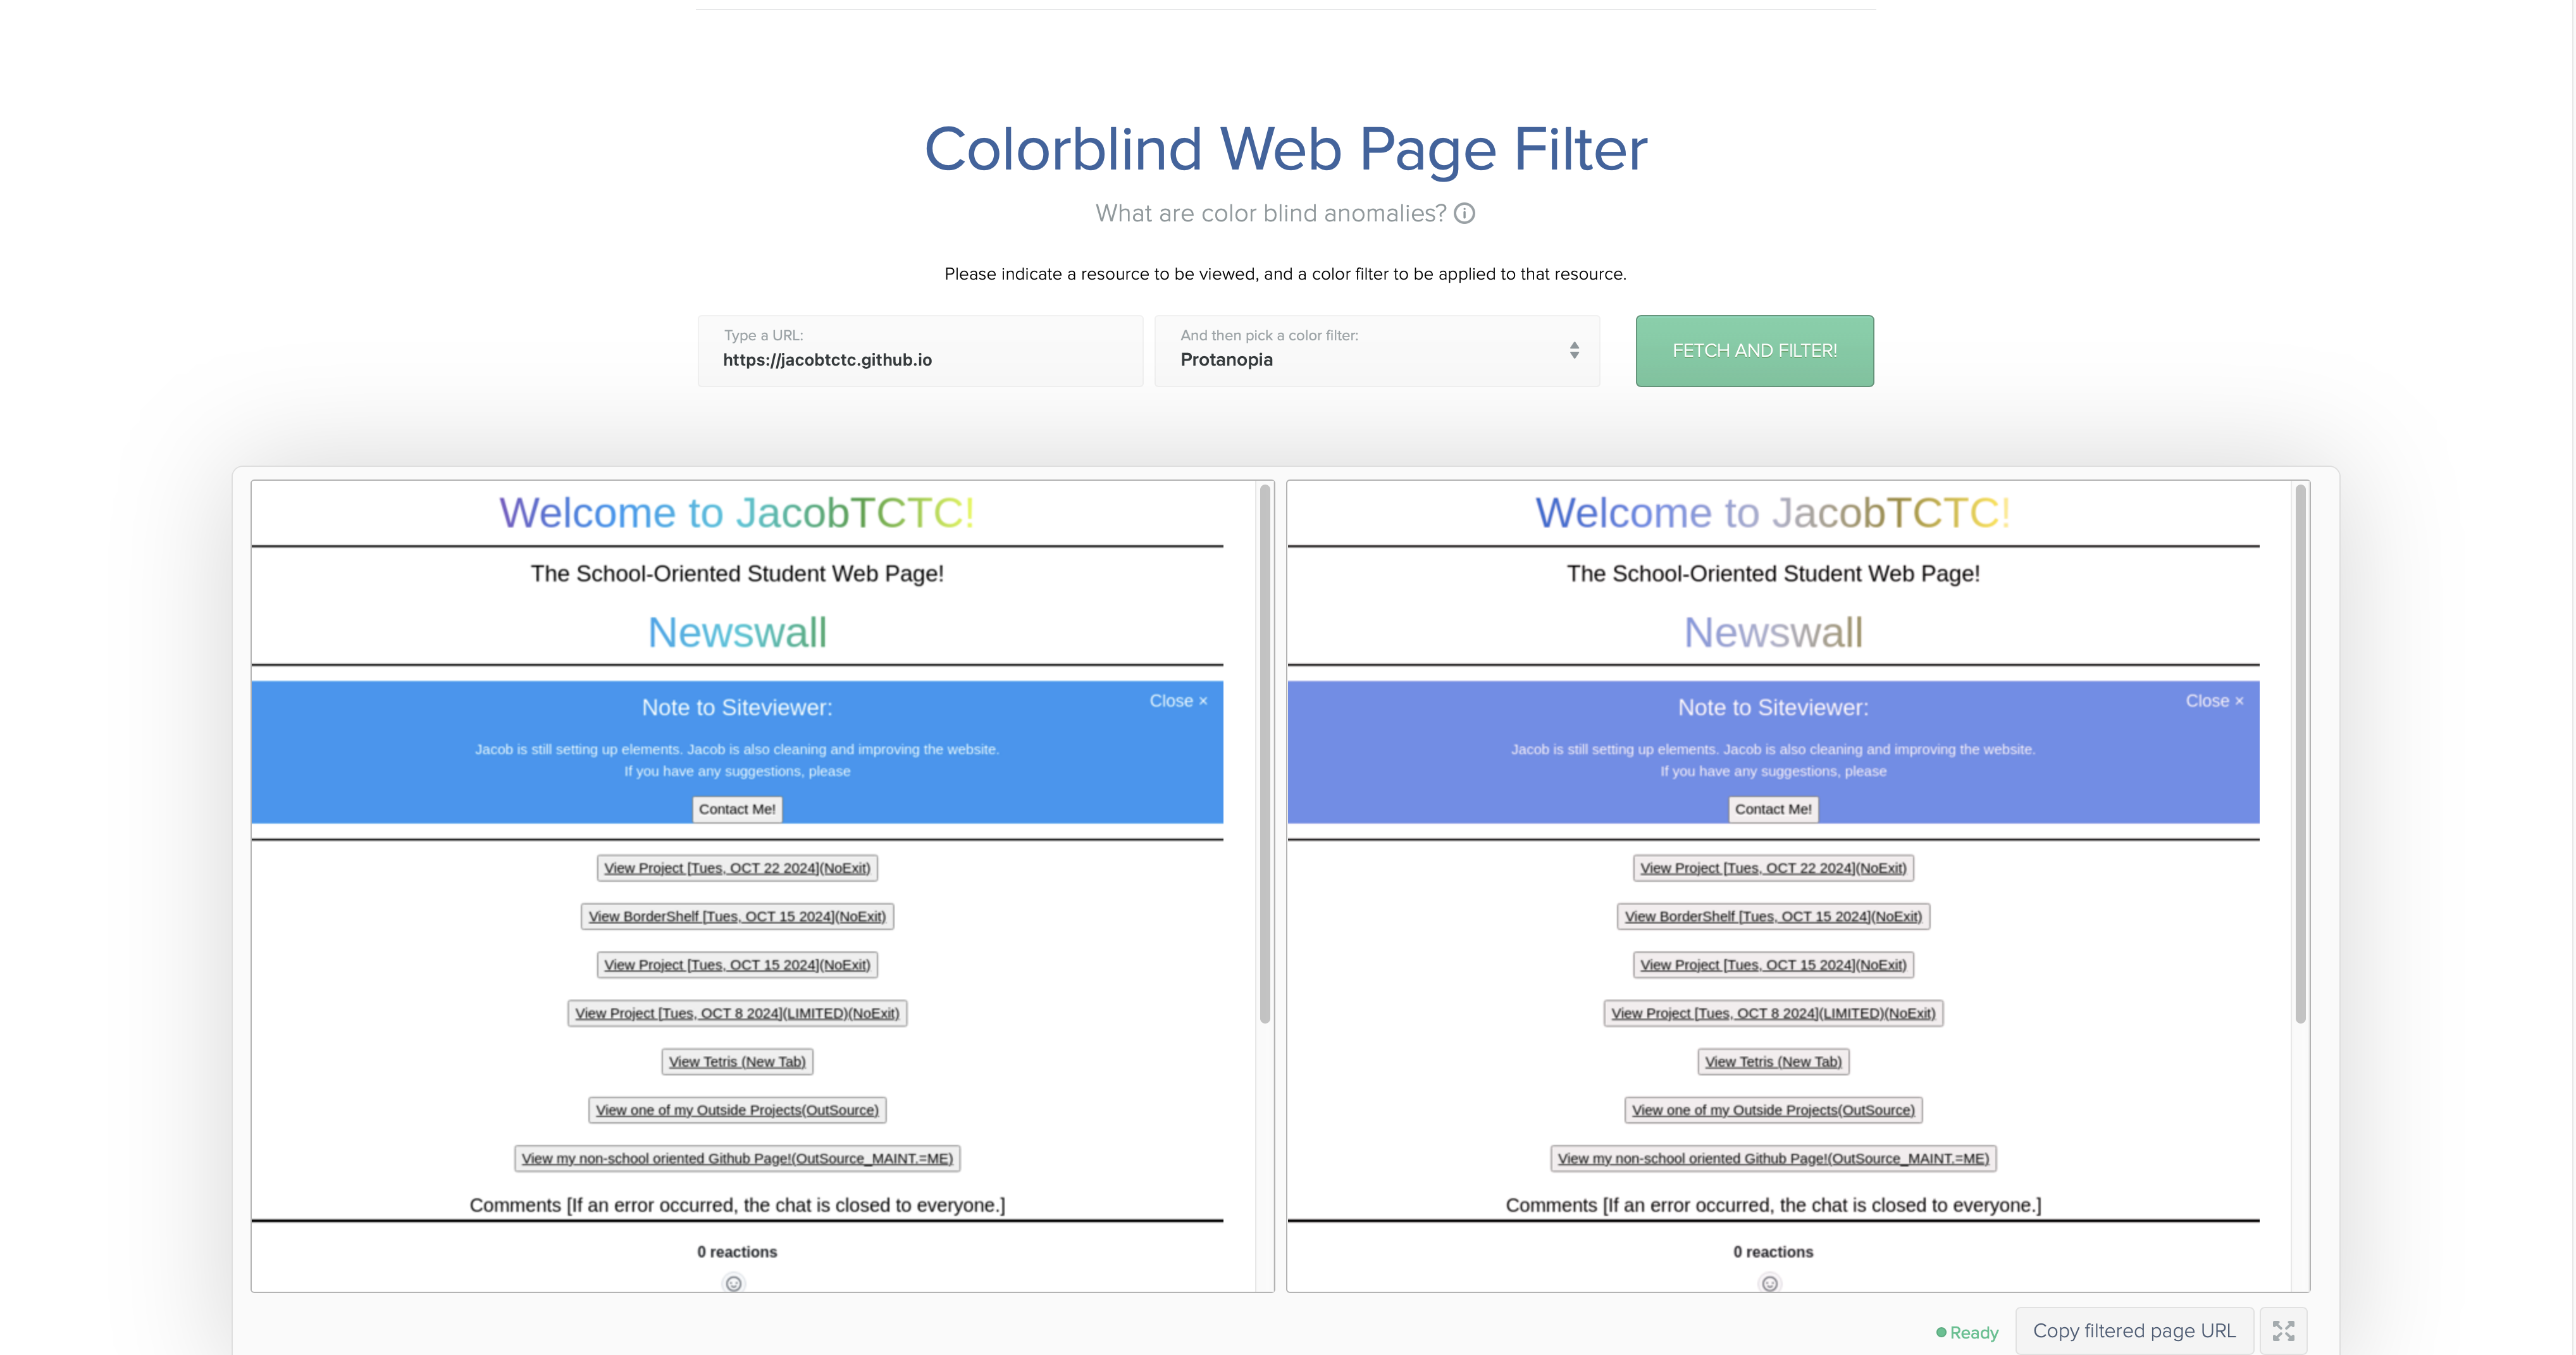 Colorblind Web Page Filter
What are color blind anomalies?
Please indicate a resource to be viewed, and a color filter to be applied to that resource.
Type a URL:
https://jacobtctc.github.io
And then pick a color filter:
Protanopia
FETCH AND FILTER!
Welcome to JacobTCTC!
The School-Oriented Student Web Page!
Newswall
Close ×
Note to Siteviewer:
Jacob is still setting up elements. Jacob is also cleaning and improving the website.
If you have any suggestions, please
Contact Me!
View Project [Tues, OCT 22 2024](NoExit)
View BorderShelf [Tues, OCT 15 2024](NoExit)
View Project [Tues, OCT 15 2024](NoExit)
View Project [Tues, OCT 8 2024](LIMITED)(NoExit)
View Tetris (New Tab)
View one of my Outside Projects(OutSource)
View my non-school oriented Github Page!(OutSource_MAINT.=ME)
Comments [If an error occurred, the chat is closed to everyone.]
0 reactions
Welcome to JacobTCTC!
The School-Oriented Student Web Page!
Newswall
Close ×
Note to Siteviewer:
Jacob is still setting up elements. Jacob is also cleaning and improving the website.
If you have any suggestions, please
Contact Me!
View Project [Tues, OCT 22 2024](NoExit)
View BorderShelf [Tues, OCT 15 2024](NoExit)
View Project [Tues, OCT 15 2024](NoExit)
View Project [Tues, OCT 8 2024](LIMITED)(NoExit)
View Tetris (New Tab)
View one of my Outside Projects(OutSource)
View my non-school oriented Github Page!(OutSource_MAINT.=ME)
Comments [If an error occurred, the chat is closed to everyone.]
0 reactions
Ready
Copy filtered page URL